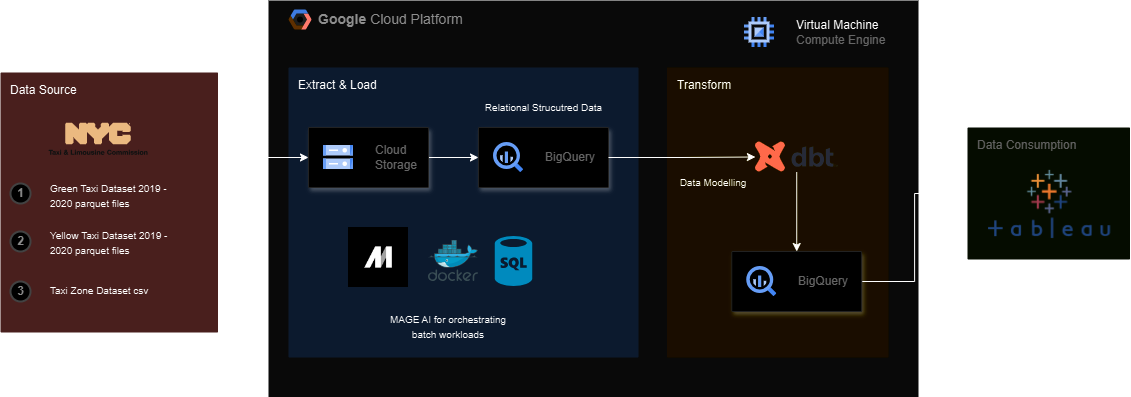 Google Cloud Platform
Virtual Machine
Compute Engine
Data Source
NYC
Taxi & Limousine Commission
1
Green Taxi Dataset 2019 -
2020 parquet files
2
Yellow Taxi Dataset 2019 -
2020 parquet files
3
Taxi Zone Dataset csv
Extract & Load
Relational Strucutred Data
Cloud
Storage
BigQuery
docker
SQL
MAGE AI for orchestrating
batch workloads
Transform
dbt
Data Modelling
BigQuery
Data Consumption
+ableau